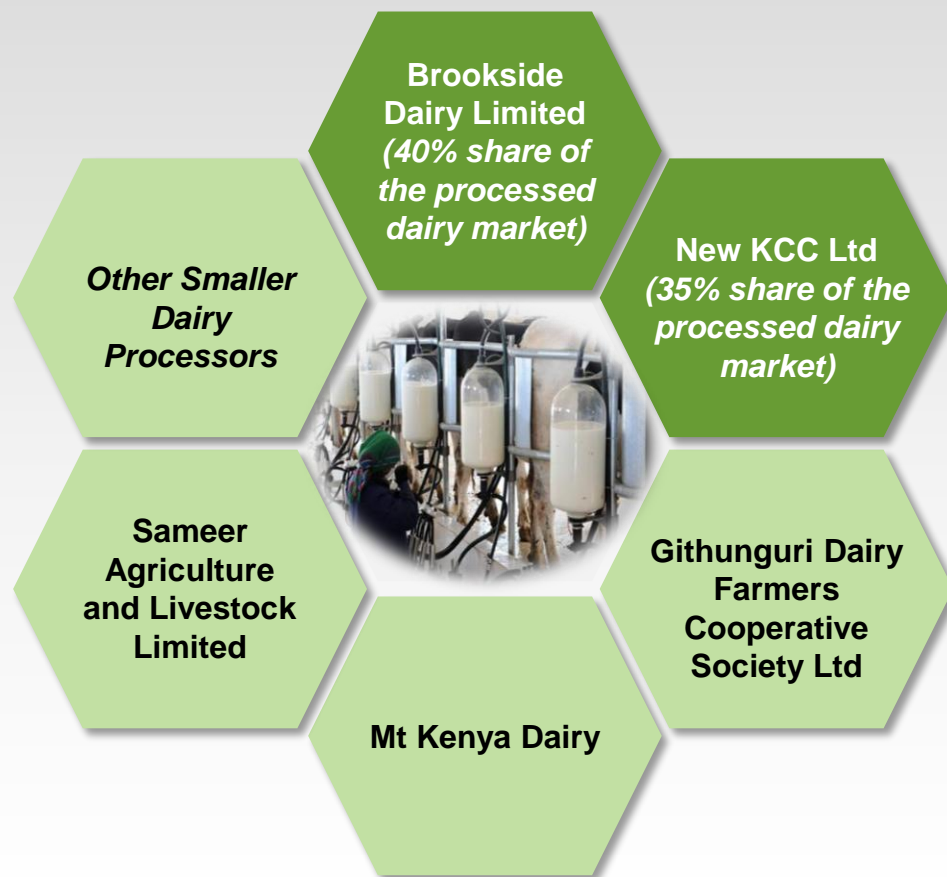 Brookside
Dairy Limited
(40% share of
the processed
dairy market)
New KCC Ltd
(35% share of the
processed dairy
market)
Githunguri Dairy
Farmers
Cooperative
Society Ltd
Mt Kenya Dairy
Sameer
Agriculture
and Livestock
Limited
Other Smaller
Dairy
Processors